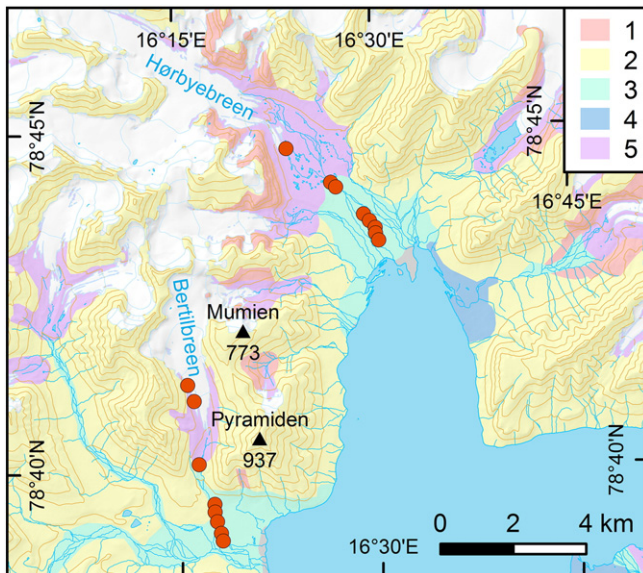 16°15'E
16°30'E
1
2
3
4
5
Hørbyebreen
78°45'N
78°45'N
16°45'E
Bertilbreen
Mumien
773
Pyramiden
937
78°40'N
78°40'N
0 2 4 km
16°30'E